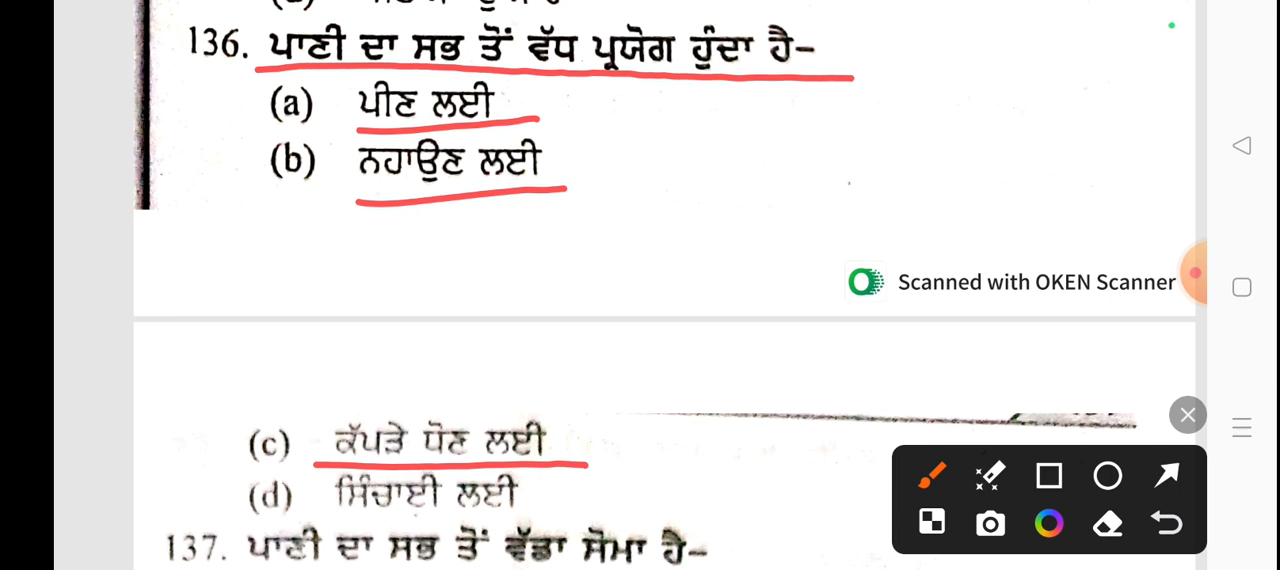 136. ਪਾਣੀ ਦਾ ਸਭ ਤੋਂ ਵੱਧ ਪ੍ਰਯੋਗ ਹੁੰਦਾ ਹੈ–
(a) ਪੀਣ ਲਈ
(b) ਨਹਾਉਣ ਲਈ
Scanned with OKEN Scanner
(c) ਕੱਪੜੇ ਧੋਣ ਲਈ
(d) ਸਿੰਚਾਈ ਲਈ
137. ਪਾਣੀ ਦਾ ਸਭ ਤੋਂ ਵੱਡਾ ਸੋਮਾ ਹੈ–